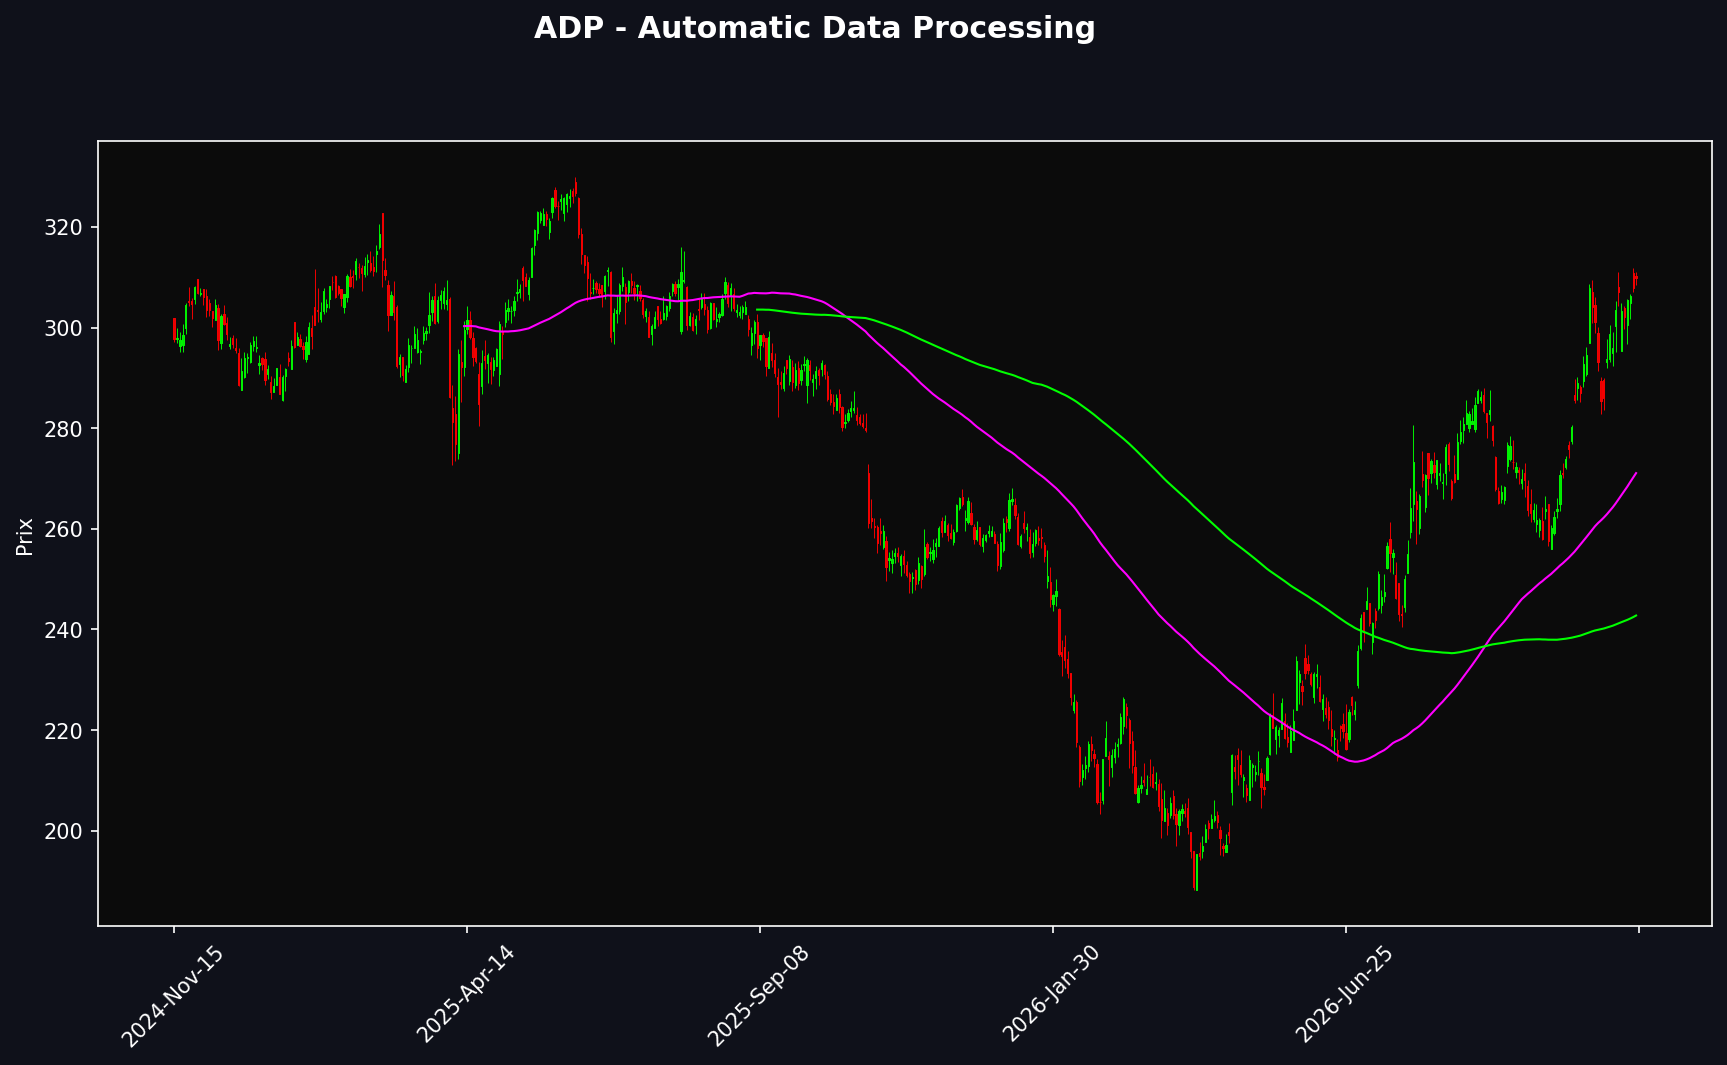 ADP - Automatic Data Processing
Prix
320
300
280
260
240
220
200
2024-Nov-15
2025-Apr-14
2025-Sep-08
2026-Jan-30
2026-Jun-25